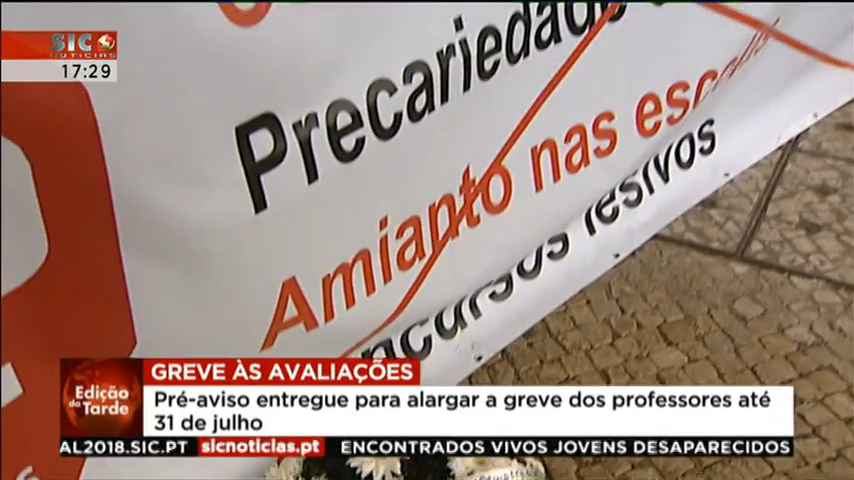 SIC
NOTÍCIAS
17:29
Precariedade
Amianto nas escolas
concursos lesivos
GREVE ÀS AVALIAÇÕES
Edição
da Tarde
Pré-aviso entregue para alargar a greve dos professores até
31 de julho
AL2018.SIC.PT sicnoticias.pt ENCONTRADOS VIVOS JOVENS DESAPARECIDOS